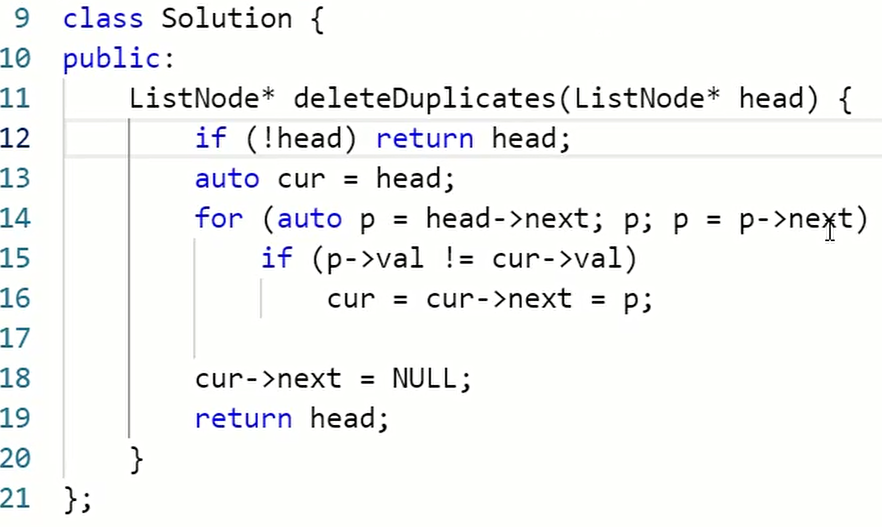 9 class Solution {
10 public:
11     ListNode* deleteDuplicates(ListNode* head) {
12         if (!head) return head;
13         auto cur = head;
14         for (auto p = head->next; p; p = p->next)
15             if (p->val != cur->val)
16                 cur = cur->next = p;
17
18         cur->next = NULL;
19         return head;
20     }
21 };